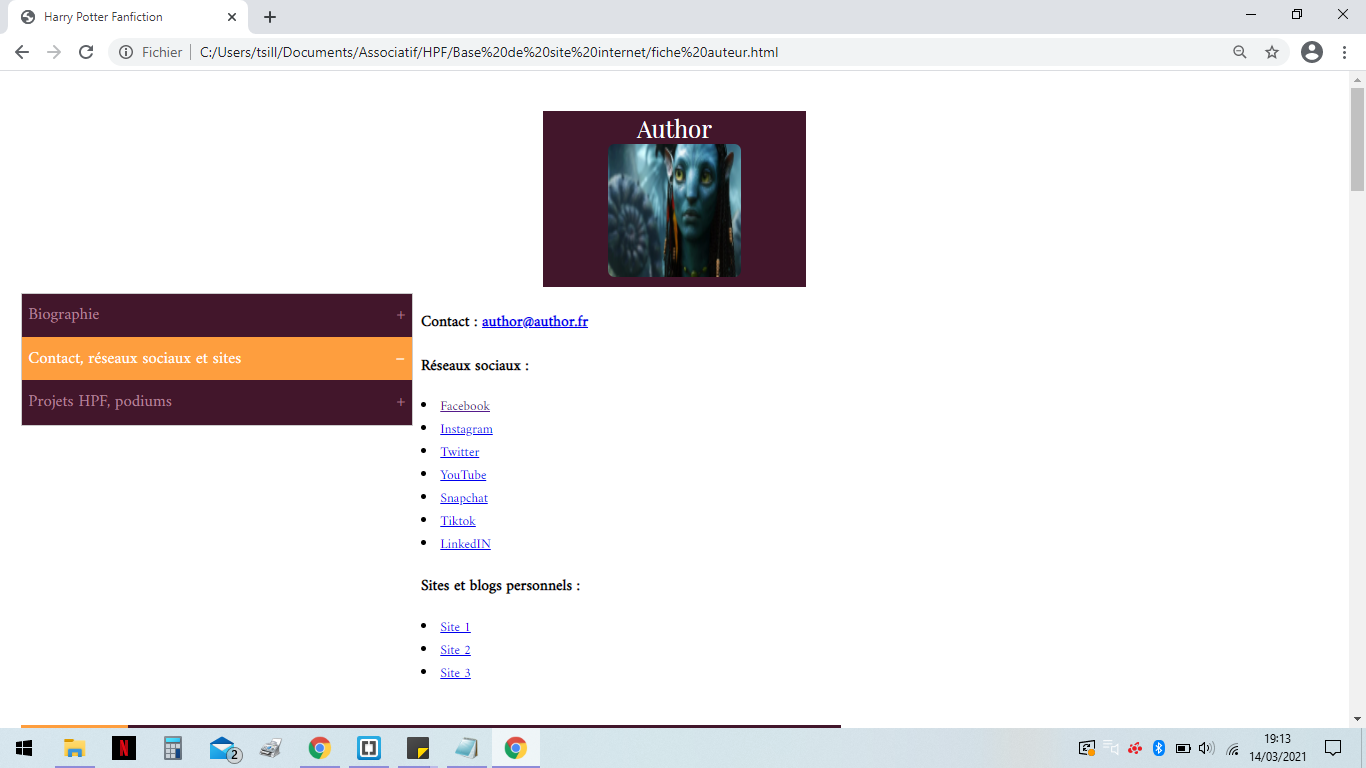 Harry Potter Fanfiction
Fichier
C:/Users/tsill/Documents/Associatif/HPF/Base%20de%20site%20internet/fiche%20auteur.html
Author
Biographie +
Contact, réseaux sociaux et sites −
Projets HPF, podiums +
Contact : author@author.fr
Réseaux sociaux :
• Facebook
• Instagram
• Twitter
• YouTube
• Snapchat
• Tiktok
• LinkedIN
Sites et blogs personnels :
• Site 1
• Site 2
• Site 3
N
2
19:13
14/03/2021